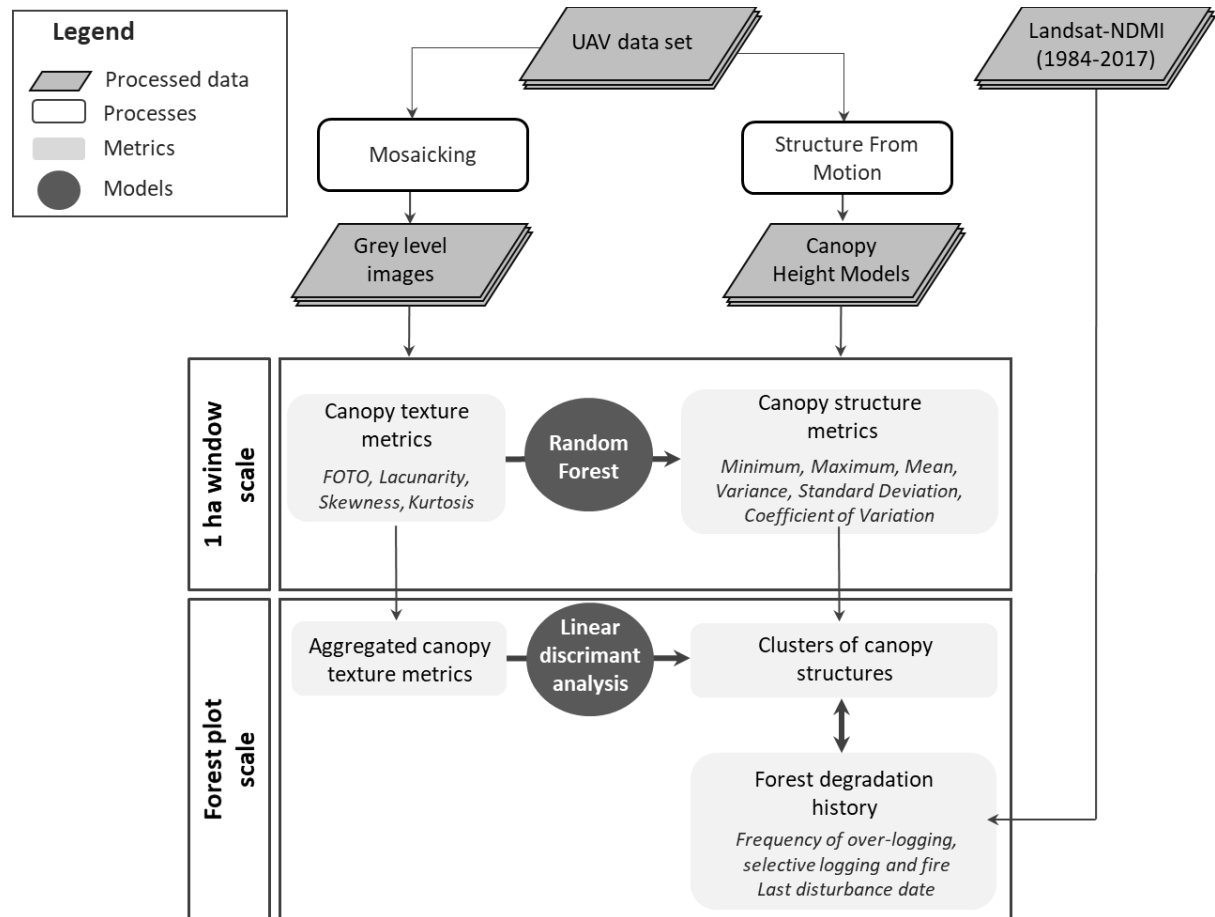 Legend
Processed data
Processes
Metrics
Models
UAV data set
Landsat-NDMI
(1984-2017)
Mosaicking
Structure From
Motion
Grey level
images
Canopy
Height Models
1 ha window
scale
Canopy texture
metrics
FOTO, Lacunarity,
Skewness, Kurtosis
Random
Forest
Canopy structure
metrics
Minimum, Maximum, Mean,
Variance, Standard Deviation,
Coefficient of Variation
Forest plot
scale
Aggregated canopy
texture metrics
Linear
discrimant
analysis
Clusters of canopy
structures
Forest degradation
history
Frequency of over-logging,
selective logging and fire
Last disturbance date